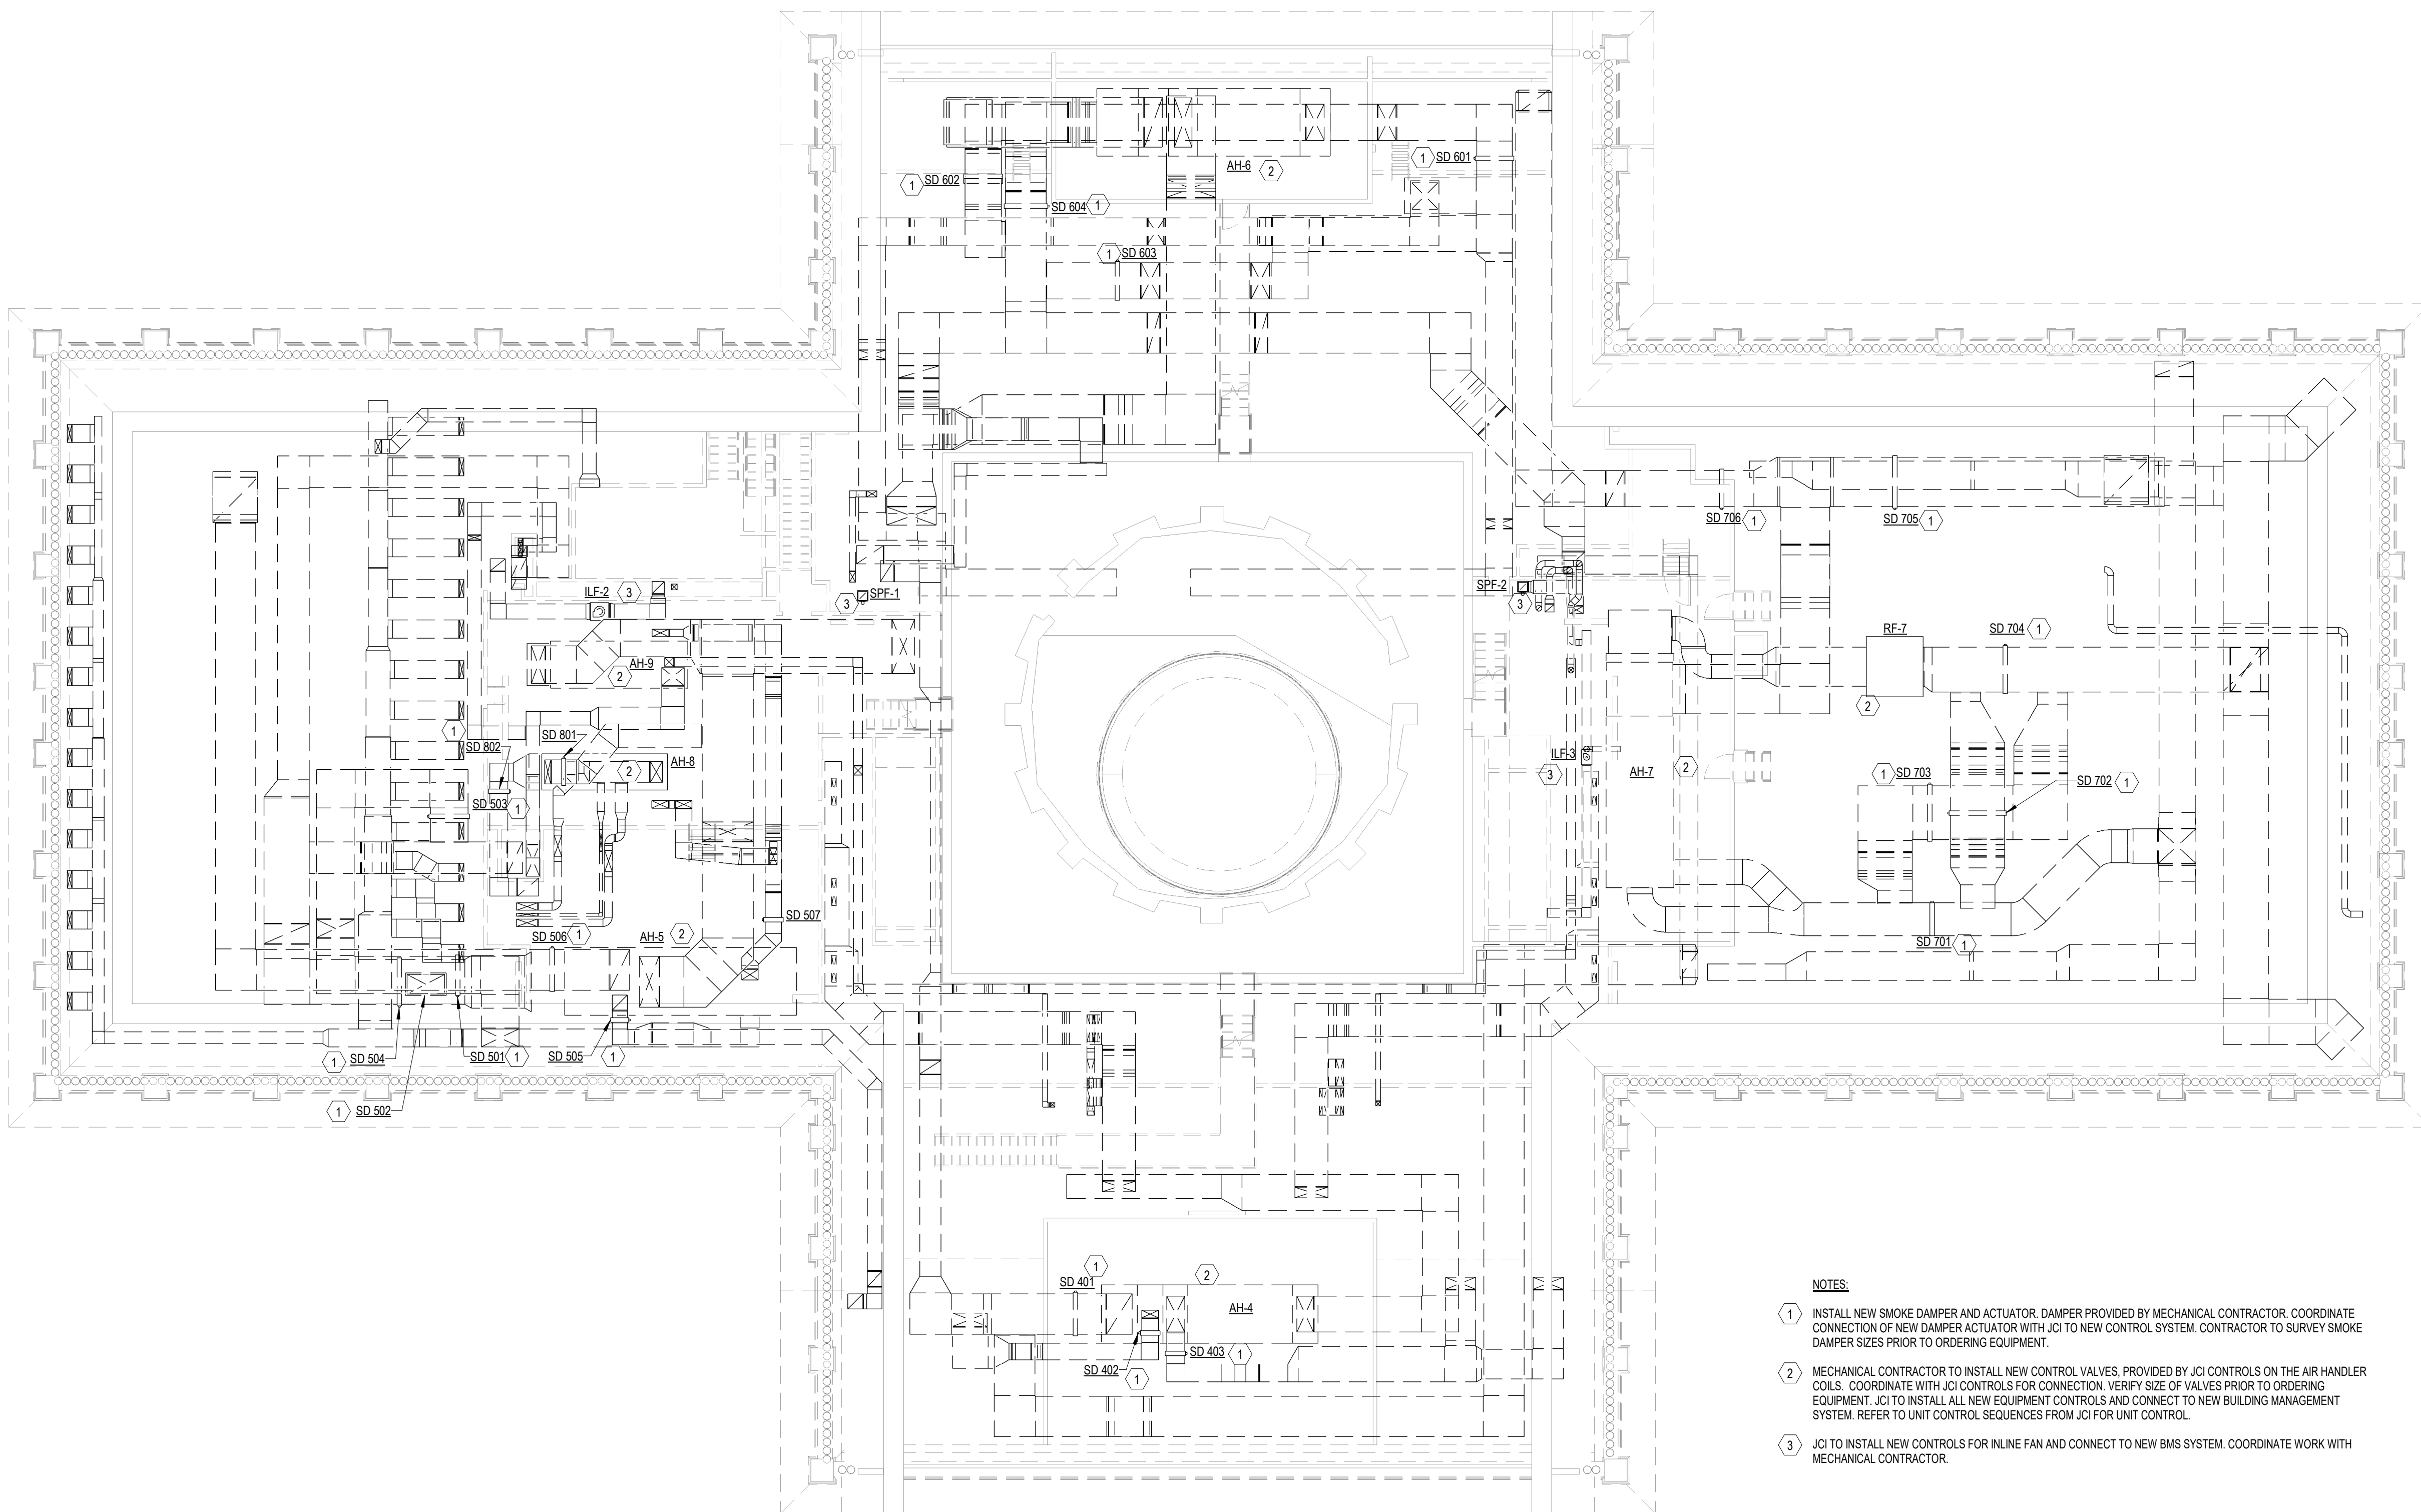 AH-6
2
1 SD 601
1 SD 602
SD 604 1
1 SD 603
SD 706 1
SD 705 1
ILF-2 3
3 SPF-1
SPF-2
3
RF-7
2
SD 704 1
AH-9
2
1
SD 802
SD 801
AH-8
2
SD 503 1
ILF-3
3
AH-7 2
1 SD 703
SD 702 1
SD 507
SD 506 1
AH-5 2
SD 701 1
1 SD 504
SD 501 1
SD 505 1
1 SD 502
1
SD 401
2
AH-4
SD 403 1
SD 402
1
NOTES:
1 INSTALL NEW SMOKE DAMPER AND ACTUATOR. DAMPER PROVIDED BY MECHANICAL CONTRACTOR. COORDINATE
CONNECTION OF NEW DAMPER ACTUATOR WITH JCI TO NEW CONTROL SYSTEM. CONTRACTOR TO SURVEY SMOKE
DAMPER SIZES PRIOR TO ORDERING EQUIPMENT.
2 MECHANICAL CONTRACTOR TO INSTALL NEW CONTROL VALVES, PROVIDED BY JCI CONTROLS ON THE AIR HANDLER
COILS. COORDINATE WITH JCI CONTROLS FOR CONNECTION. VERIFY SIZE OF VALVES PRIOR TO ORDERING
EQUIPMENT. JCI TO INSTALL ALL NEW EQUIPMENT CONTROLS AND CONNECT TO NEW BUILDING MANAGEMENT
SYSTEM. REFER TO UNIT CONTROL SEQUENCES FROM JCI FOR UNIT CONTROL.
3 JCI TO INSTALL NEW CONTROLS FOR INLINE FAN AND CONNECT TO NEW BMS SYSTEM. COORDINATE WORK WITH
MECHANICAL CONTRACTOR.